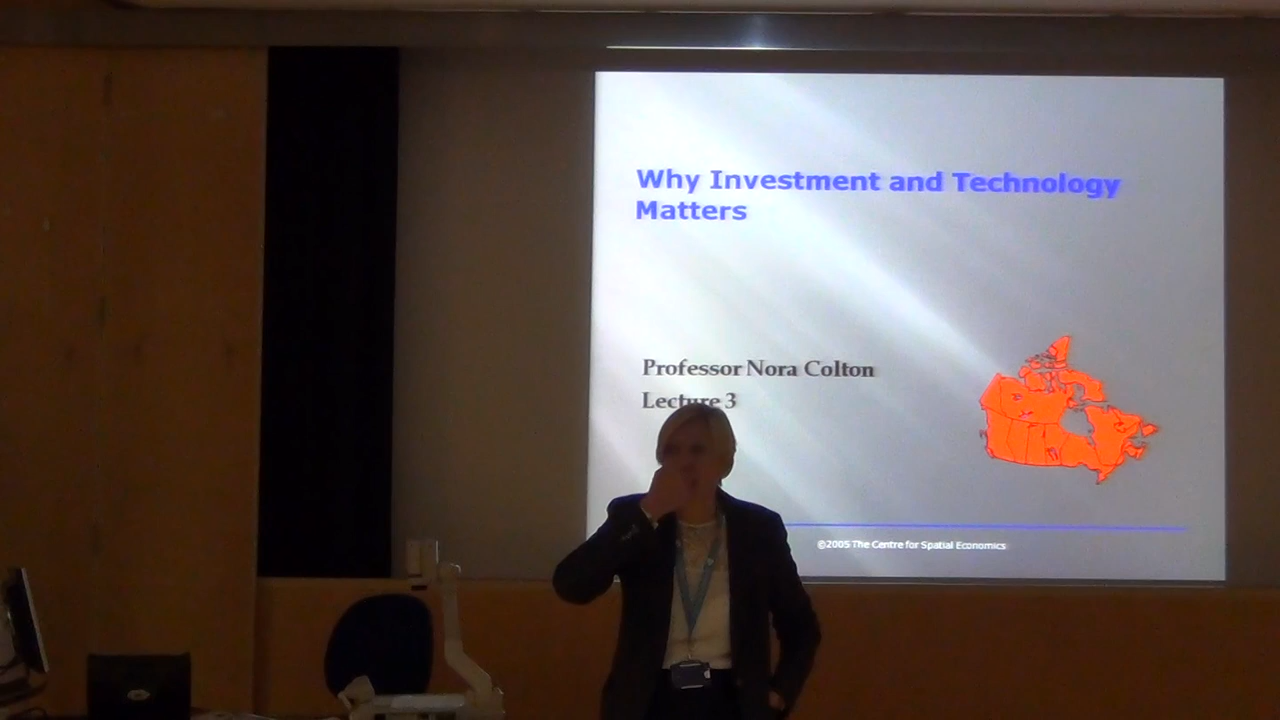 Why Investment and Technology
Matters
Professor Nora Colton
Lecture 3
©2005 The Centre for Spatial Economics